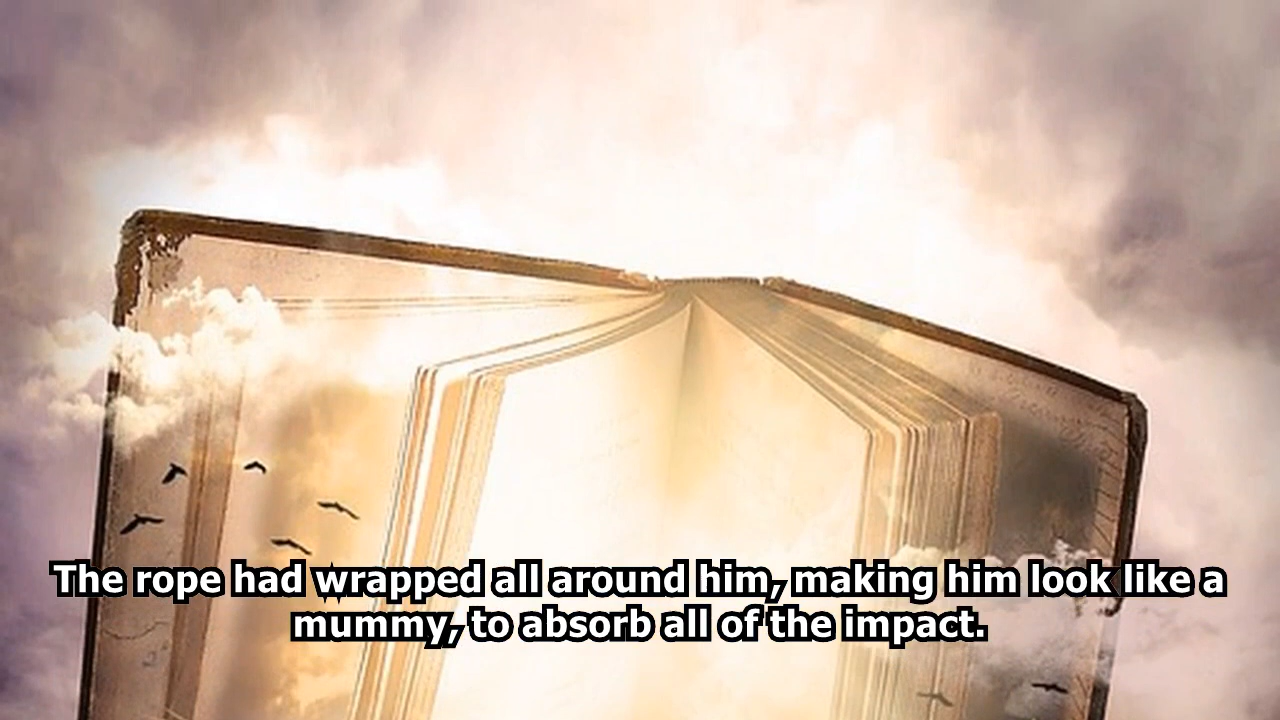 The rope had wrapped all around him, making him look like a
mummy, to absorb all of the impact.